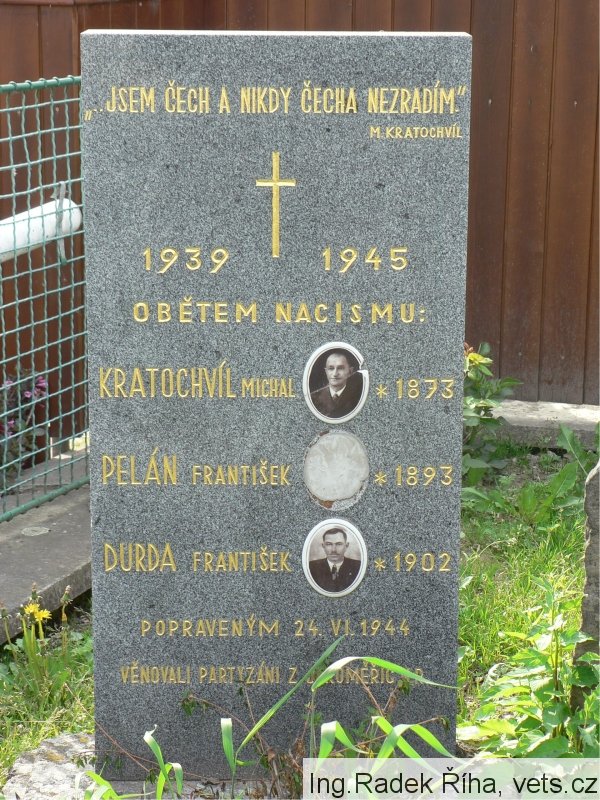 "..JSEM ČECH A NIKDY ČECHA NEZRADÍM."
M. KRATOCHVÍL
1939 1945
OBĚTEM NACISMU:
KRATOCHVÍL MICHAL * 1873
PELÁN FRANTIŠEK * 1893
DURDA FRANTIŠEK * 1902
POPRAVENÝM 24. VI. 1944
VĚNOVALI PARTYZÁNI Z
Ing.Radek Říha, vets.cz